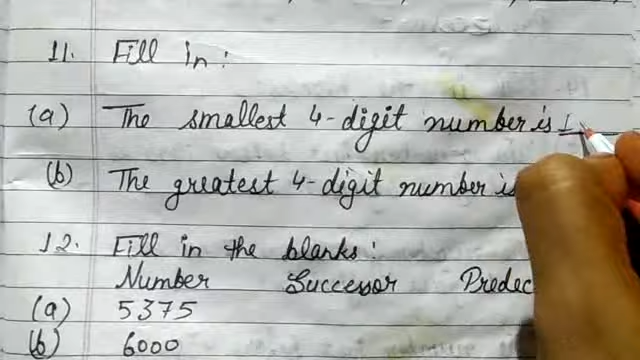 11. Fill in:
(a) The smallest 4-digit number is 1
(b) The greatest 4-digit number is
12. Fill in the blanks:
Number Successor Predec
(a) 5375
(b) 6000